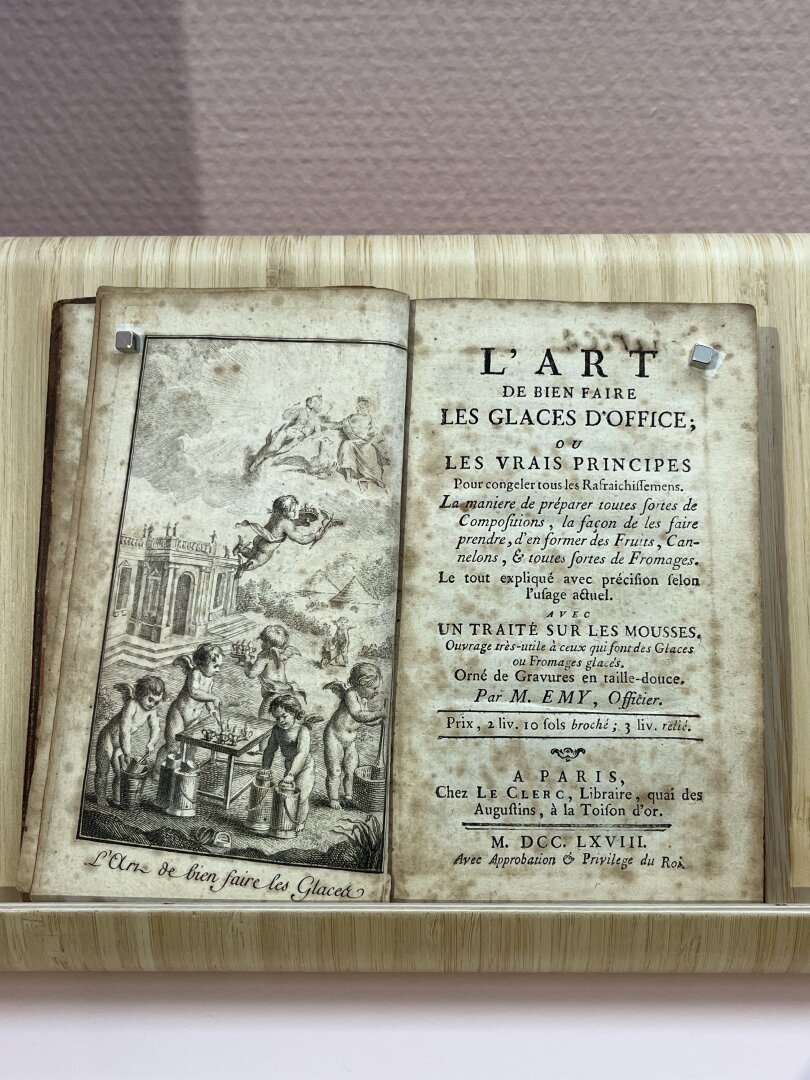 L'Art de bien faire les Glaces
L'ART
DE BIEN FAIRE
LES GLACES D'OFFICE;
OU
LES VRAIS PRINCIPES
Pour congeler tous les Rafraichiſſemens.
La maniere de préparer toutes ſortes de
Compoſitions, la façon de les faire
prendre, d'en former des Fruits, Can-
nelons, & toutes ſortes de Fromages.
Le tout expliqué avec préciſion ſelon
l'uſage actuel.
AVEC
UN TRAITÉ SUR LES MOUSSES.
Ouvrage très-utile à ceux qui font des Glaces
ou Fromages glacés.
Orné de Gravures en taille-douce.
Par M. EMY, Officier.
Prix, 2 liv. 10 ſols broché; 3 liv. relié.
A PARIS,
Chez LE CLERC, Libraire, quai des
Auguſtins, à la Toiſon d'or.
M. DCC. LXVIII.
Avec Approbation & Privilege du Roi.